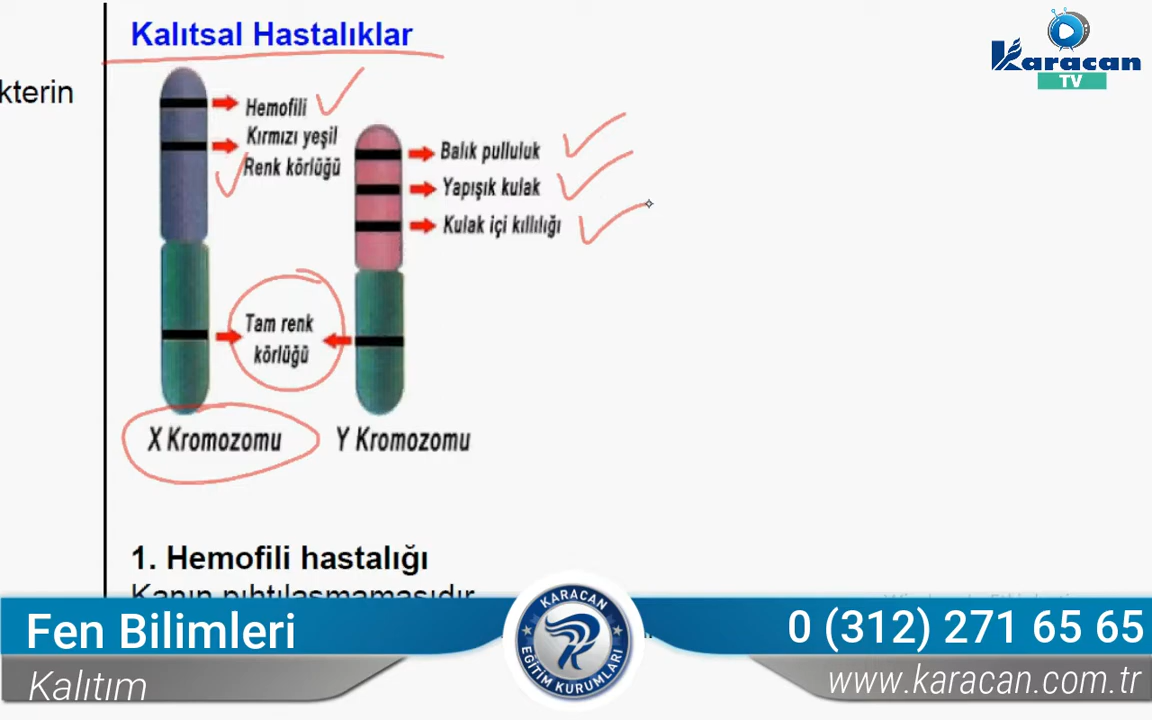 kterin
Kalıtsal Hastalıklar
Karacan
TV
Hemofili
Kırmızı yeşil
Renk körlüğü
Balık pulluluk
Yapışık kulak
Kulak içi kıllılığı
Tam renk
körlüğü
X Kromozomu
Y Kromozomu
1. Hemofili hastalığı
Kanın pıhtılaşmamasıdır
Fen Bilimleri
Kalıtım
KARACAN
EĞİTİM KURUMLARI
0 (312) 271 65 65
www.karacan.com.tr